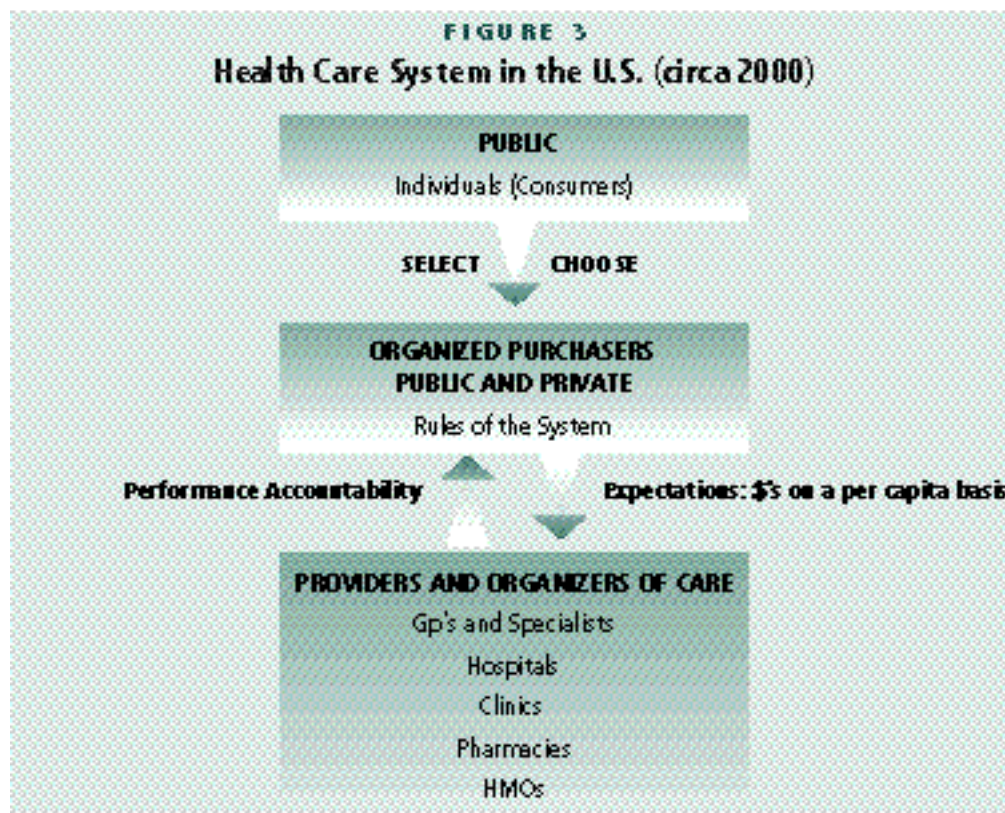 FIGURE 3
Health Care System in the U.S. (circa 2000)
PUBLIC
Individuals (Consumers)
SELECT CHOOSE
ORGANIZED PURCHASERS
PUBLIC AND PRIVATE
Rules of the System
Performance Accountability Expectations: $'s on a per capita basis
PROVIDERS AND ORGANIZERS OF CARE
Gp's and Specialists
Hospitals
Clinics
Pharmacies
HMOs